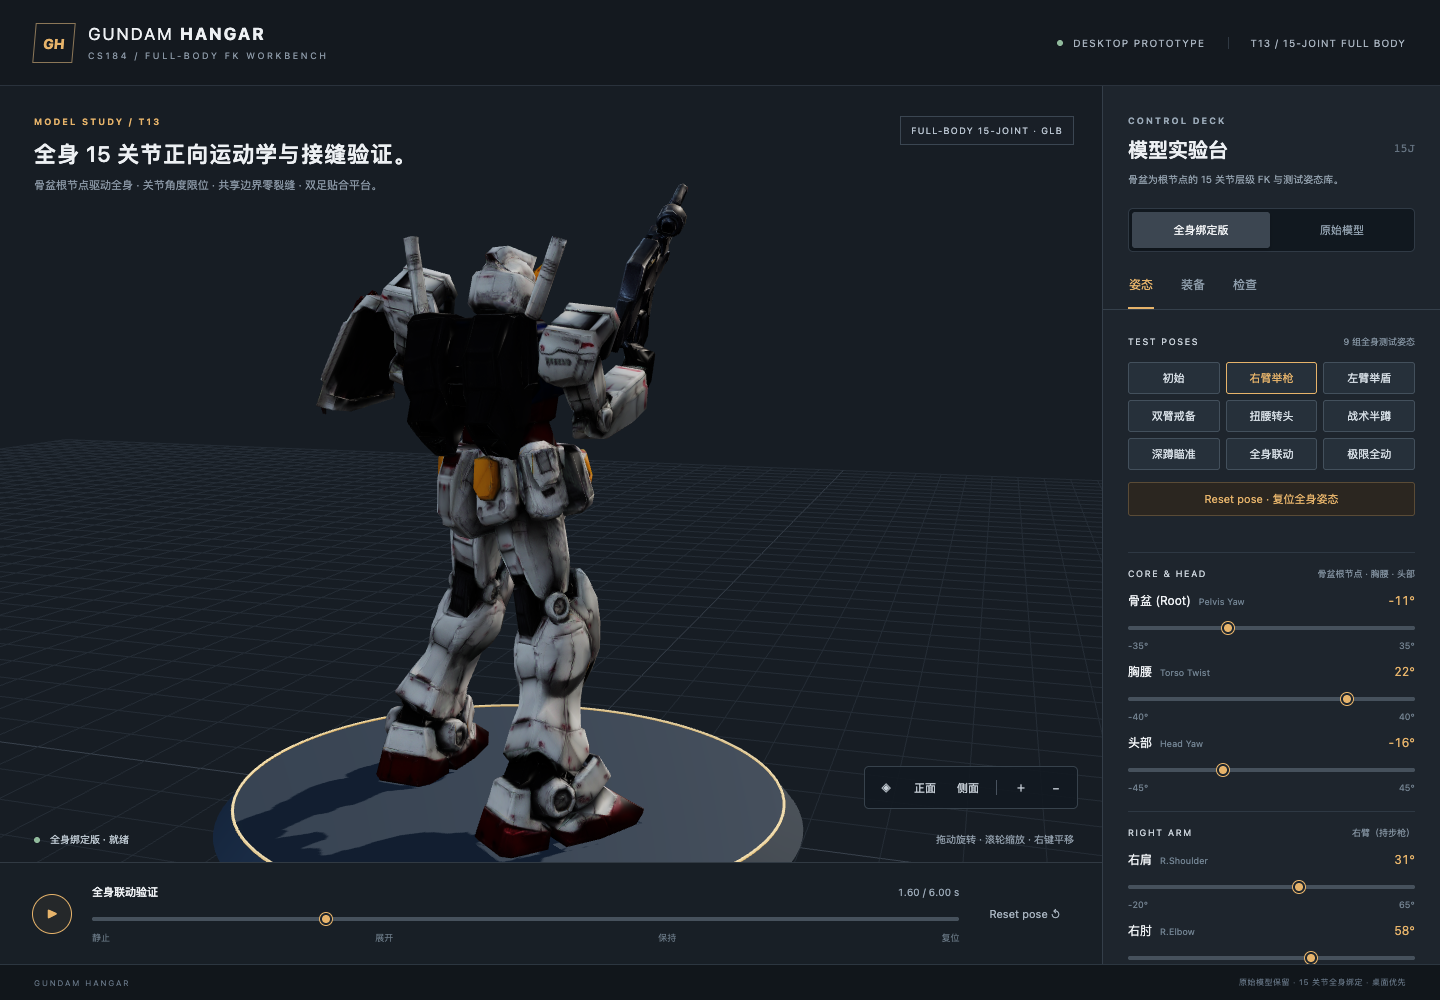 GH
GUNDAM HANGAR
CS184 / FULL-BODY FK WORKBENCH
DESKTOP PROTOTYPE
T13 / 15-JOINT FULL BODY
MODEL STUDY / T13
全身 15 关节正向运动学与接缝验证。
骨盆根节点驱动全身 · 关节角度限位 · 共享边界零裂缝 · 双足贴合平台。
FULL-BODY 15-JOINT · GLB
正面 侧面 + −
全身绑定版 · 就绪
拖动旋转 · 滚轮缩放 · 右键平移
全身联动验证
1.60 / 6.00 s
静止 展开 保持 复位
Reset pose
CONTROL DECK
模型实验台
15J
骨盆为根节点的 15 关节层级 FK 与测试姿态库。
全身绑定版 原始模型
姿态 装备 检查
TEST POSES
9 组全身测试姿态
初始 右臂举枪 左臂举盾
双臂戒备 扭腰转头 战术半蹲
深蹲瞄准 全身联动 极限全动
Reset pose · 复位全身姿态
CORE & HEAD
骨盆根节点 · 胸腰 · 头部
骨盆 (Root) Pelvis Yaw -11°
-35° 35°
胸腰 Torso Twist 22°
-40° 40°
头部 Head Yaw -16°
-45° 45°
RIGHT ARM
右臂（持步枪）
右肩 R.Shoulder 31°
-20° 65°
右肘 R.Elbow 58°
GUNDAM HANGAR
原始模型保留 · 15 关节全身绑定 · 桌面优先